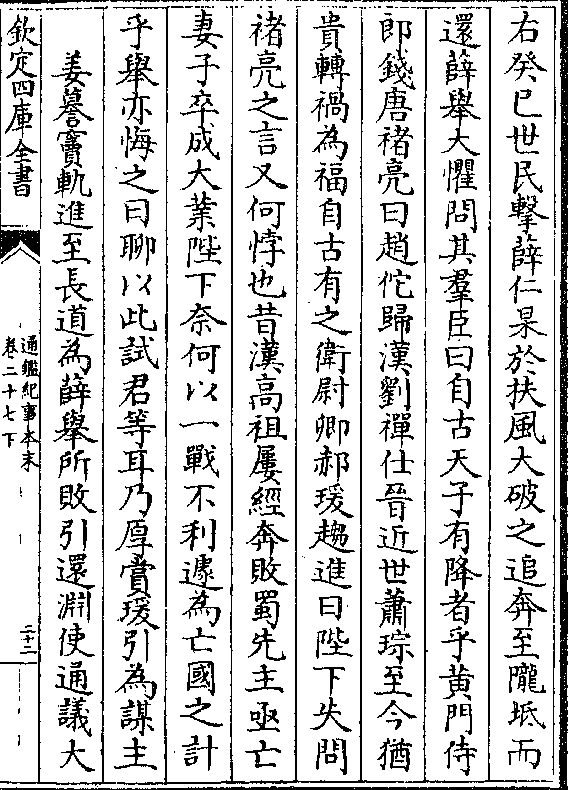 右癸巳世民擊薛仁杲於扶風大破之追奔至隴坻而
還薛舉大懼問其羣臣曰自古天子有降者乎黄門侍
郎錢唐禇亮曰趙佗歸漢劉禪仕晉近世蕭琮至今猶
貴轉禍為福自古有之衛尉卿郝瑗趨進曰陛下失問
禇亮之言又何悖也昔漢高祖屢經奔敗蜀先主亟亡
妻子卒成大業陛下奈何以一戰不利遽為亡國之計
乎舉亦悔之曰聊以此試君等耳乃厚賞瑗引為謀主
姜謩竇軌進至長道為薛舉所敗引還淵使通議大
欽定四庫全書
通鑑紀事本末
卷二十七下
二十二